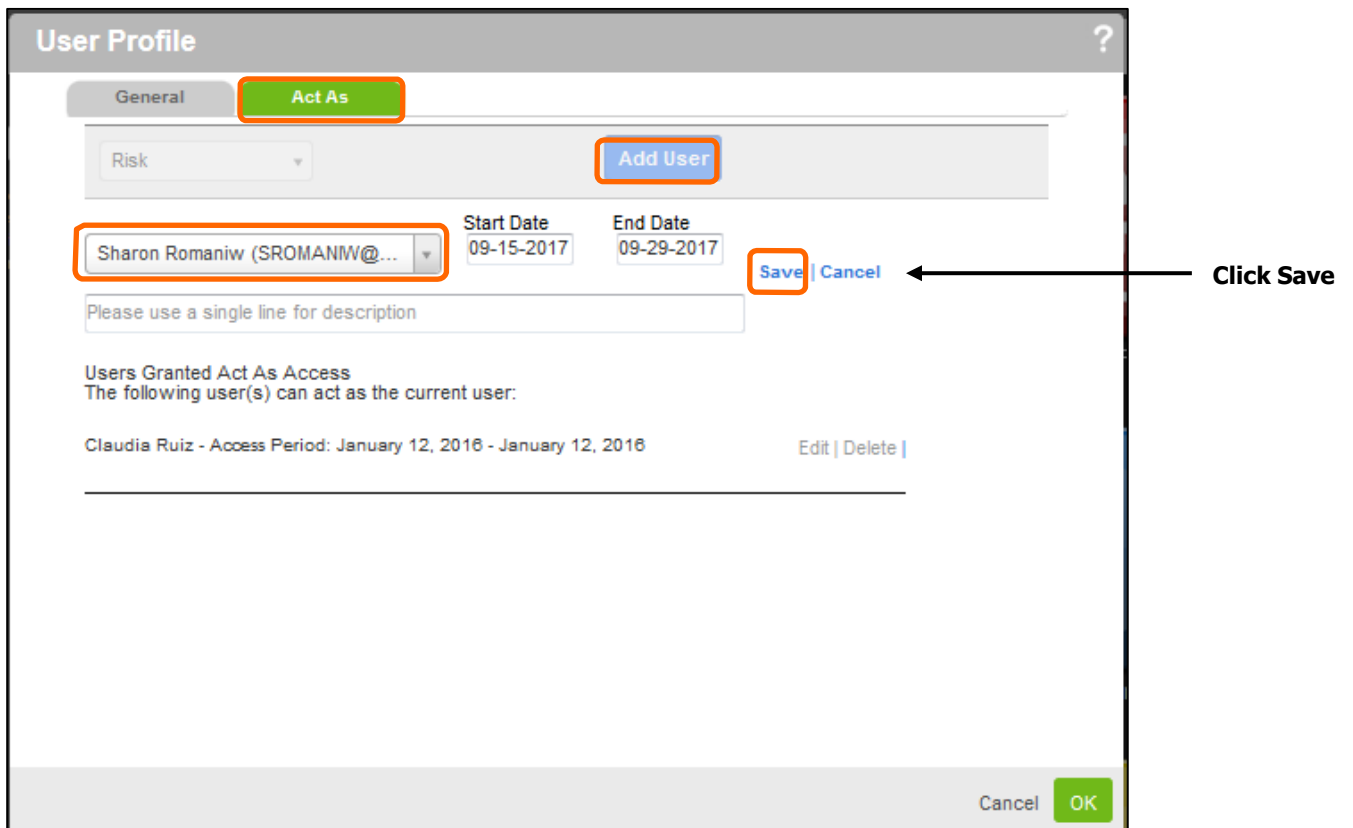 User Profile ?
General Act As
Risk Add User
Start Date End Date
Sharon Romaniw (SROMANIW@... 09-15-2017 09-29-2017
Save | Cancel Click Save
Please use a single line for description
Users Granted Act As Access
The following user(s) can act as the current user:
Claudia Ruiz - Access Period: January 12, 2016 - January 12, 2016 Edit | Delete |
Cancel OK